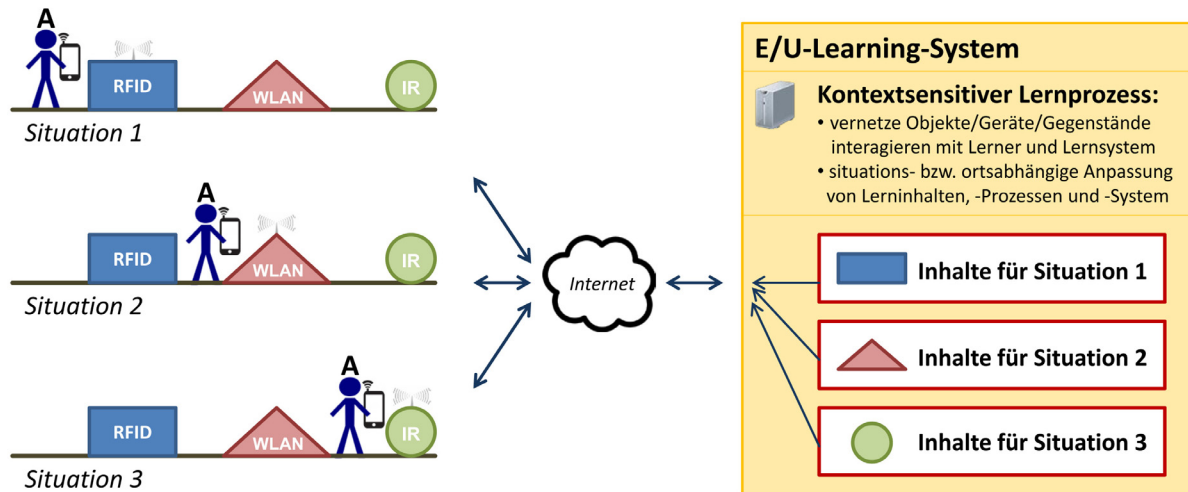 A
RFID
WLAN
IR
Situation 1
A
RFID
WLAN
IR
Situation 2
A
RFID
WLAN
IR
Situation 3
Internet
E/U-Learning-System
Kontextsensitiver Lernprozess:
• vernetze Objekte/Geräte/Gegenstände
interagieren mit Lerner und Lernsystem
• situations- bzw. ortsabhängige Anpassung
von Lerninhalten, -Prozessen und -System
Inhalte für Situation 1
Inhalte für Situation 2
Inhalte für Situation 3